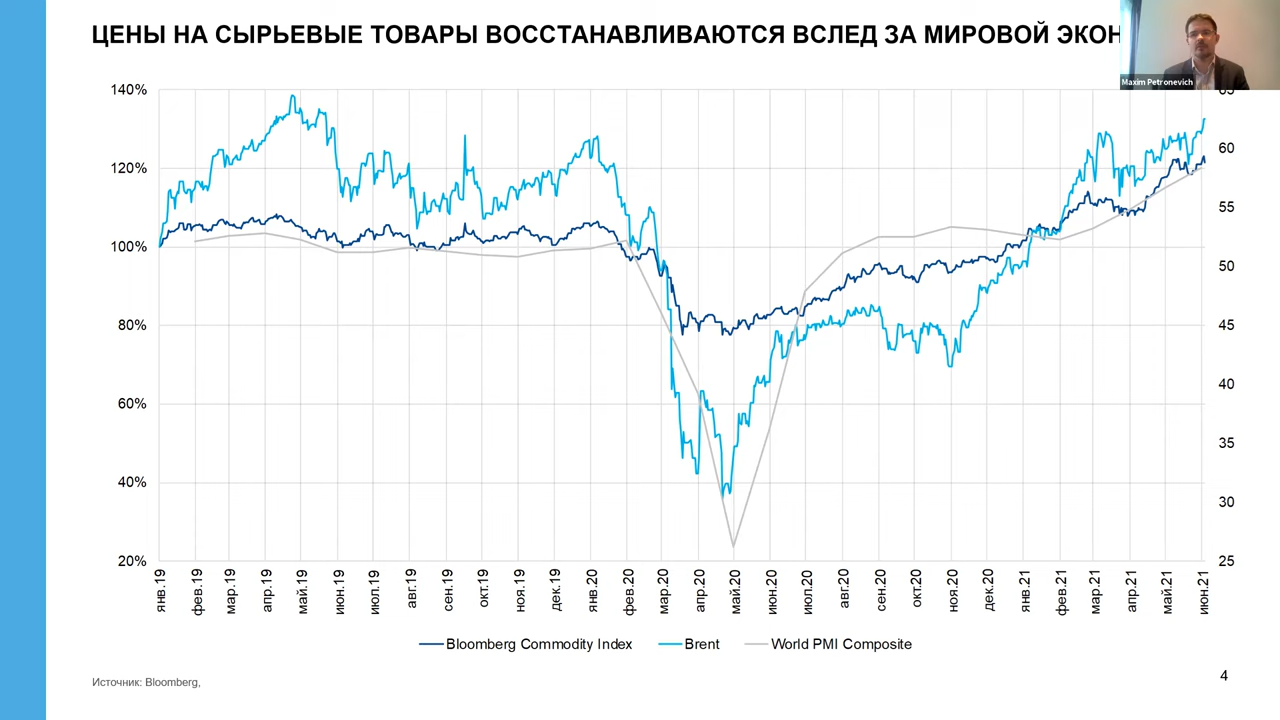 ЦЕНЫ НА СЫРЬЕВЫЕ ТОВАРЫ ВОССТАНАВЛИВАЮТСЯ ВСЛЕД ЗА МИРОВОЙ ЭКОН
Maxim Petronevich
140%
120%
100%
80%
60%
40%
20%
65
60
55
50
45
40
35
30
25
янв.19
фев.19
мар.19
апр.19
май.19
июн.19
июл.19
авг.19
сен.19
окт.19
ноя.19
дек.19
янв.20
фев.20
мар.20
апр.20
май.20
июн.20
июл.20
авг.20
сен.20
окт.20
ноя.20
дек.20
янв.21
фев.21
мар.21
апр.21
май.21
июн.21
Bloomberg Commodity Index
Brent
World PMI Composite
Источник: Bloomberg,
4